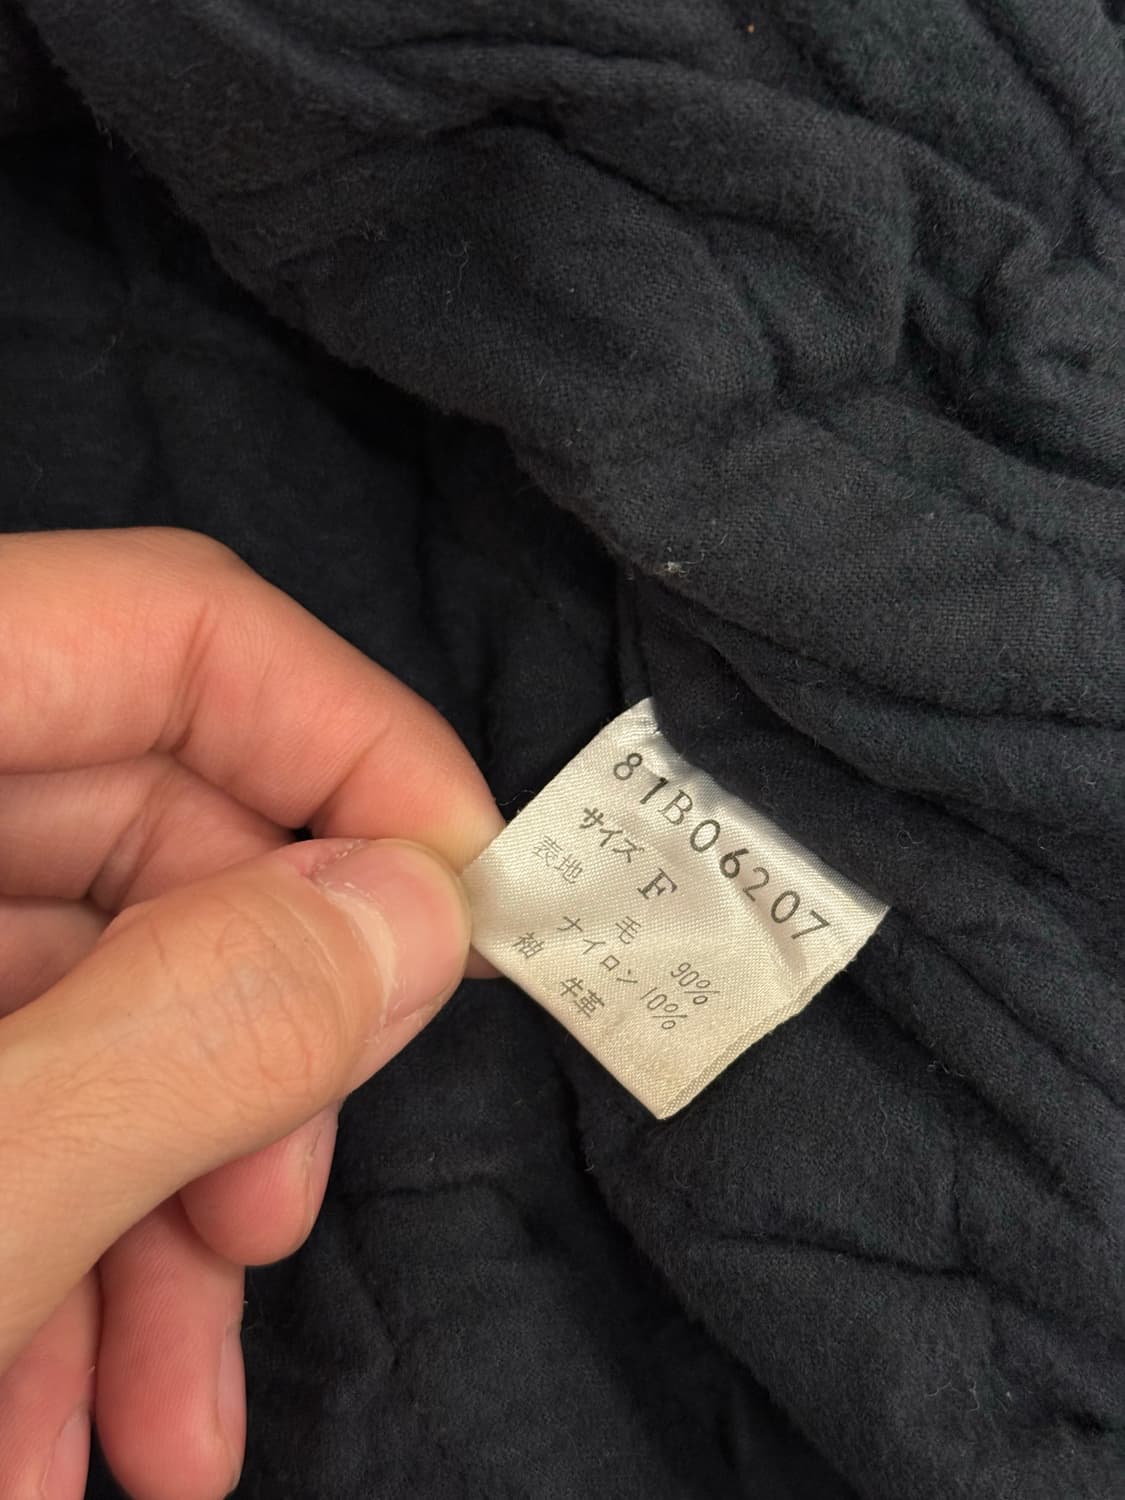 81B06207
サイズ F
表地 毛 90%
ナイロン 10%
袖 牛革